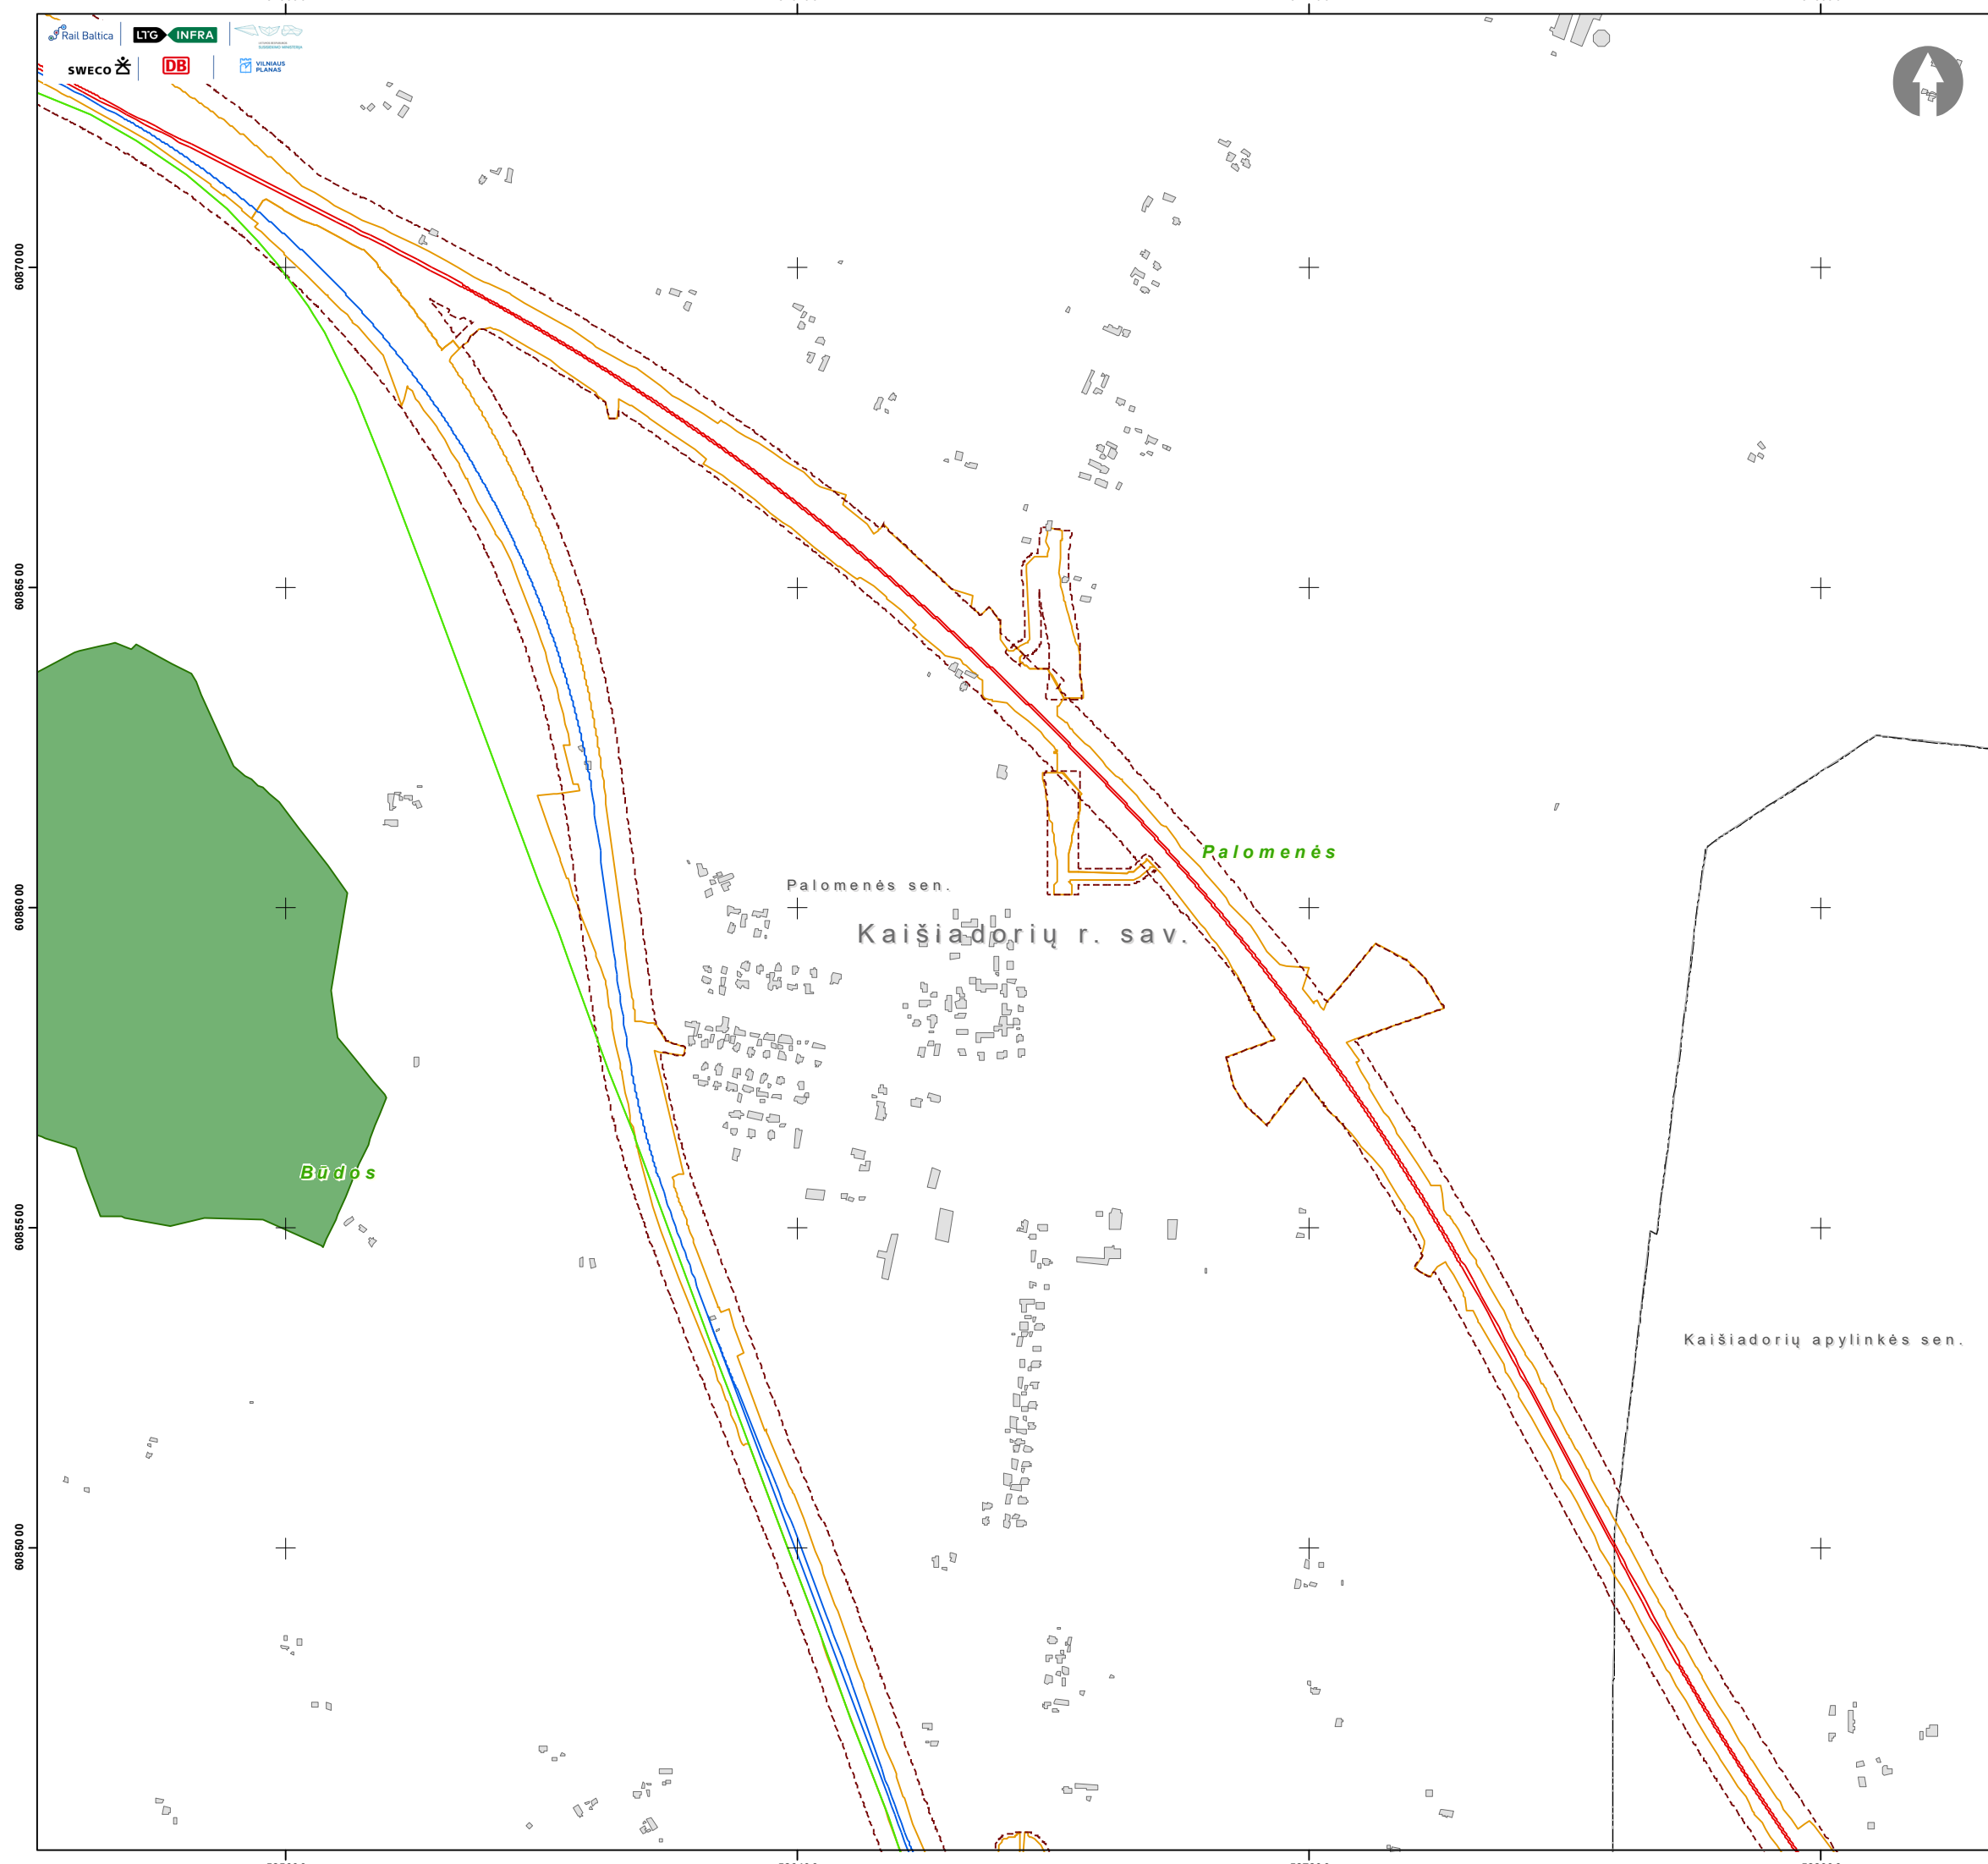 Rail Baltica
LTG INFRA
SWECO
DB
VILNIAUS
PLANAS
6087000
6086500
6086000
6085500
6085000
Palomenės
Palomenės sen.
Kaišiadorių r. sav.
Būdos
Kaišiadorių apylinkės sen.